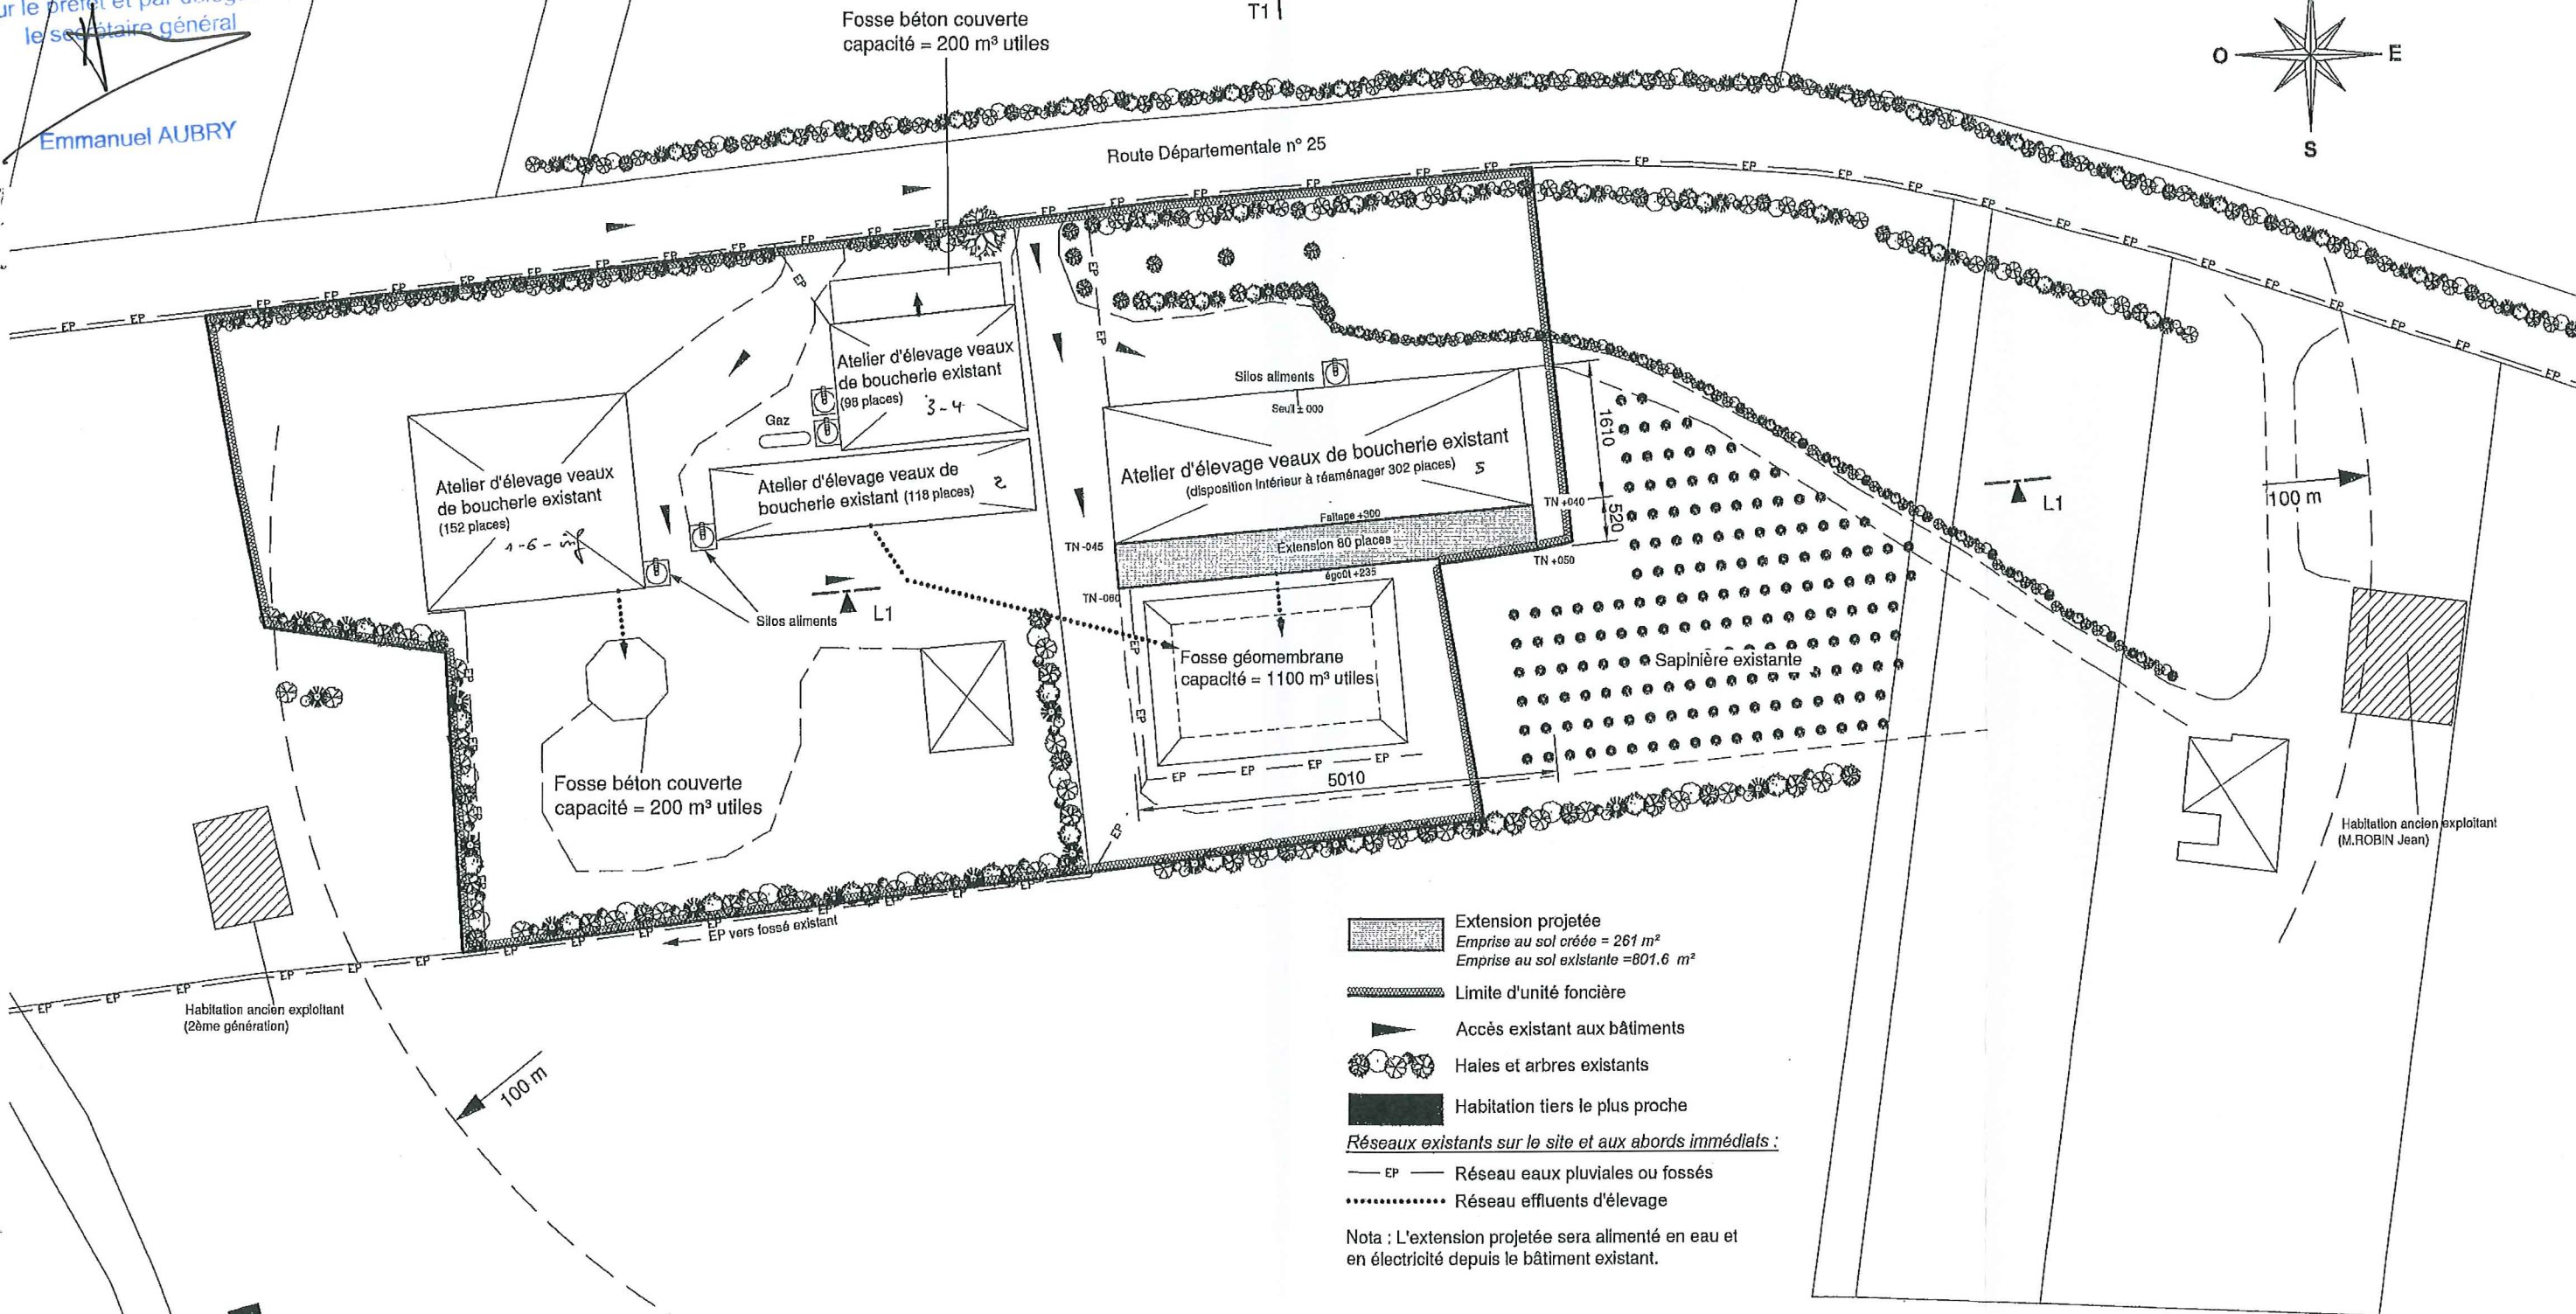 le secrétaire général
Emmanuel AUBRY
Fosse béton couverte
capacité = 200 m³ utiles
T1
O
E
S
Route Départementale n° 25
Atelier d'élevage veaux
de boucherie existant
(98 places)
3-4
Gaz
Silos aliments
Seuil ± 000
Atelier d'élevage veaux
de boucherie existant
(152 places)
Atelier d'élevage veaux de
boucherie existant (118 places)
2
Atelier d'élevage veaux de boucherie existant
(disposition intérieur à réaménager 302 places)
5
1610
520
TN +040
TN +050
TN -045
TN -060
Faîtage +300
Extension 80 places
égoût +235
L1
L1
100 m
Silos aliments
Fosse géomembrane
capacité = 1100 m³ utiles
Sapinière existante
5010
Fosse béton couverte
capacité = 200 m³ utiles
EP
EP vers fossé existant
Habitation ancien exploitant
(M.ROBIN Jean)
Habitation ancien exploitant
(2ème génération)
100 m
Extension projetée
Emprise au sol créée = 261 m²
Emprise au sol existante =801.6 m²
Limite d'unité foncière
Accès existant aux bâtiments
Haies et arbres existants
Habitation tiers le plus proche
Réseaux existants sur le site et aux abords immédiats :
EP Réseau eaux pluviales ou fossés
Réseau effluents d'élevage
Nota : L'extension projetée sera alimenté en eau et
en électricité depuis le bâtiment existant.